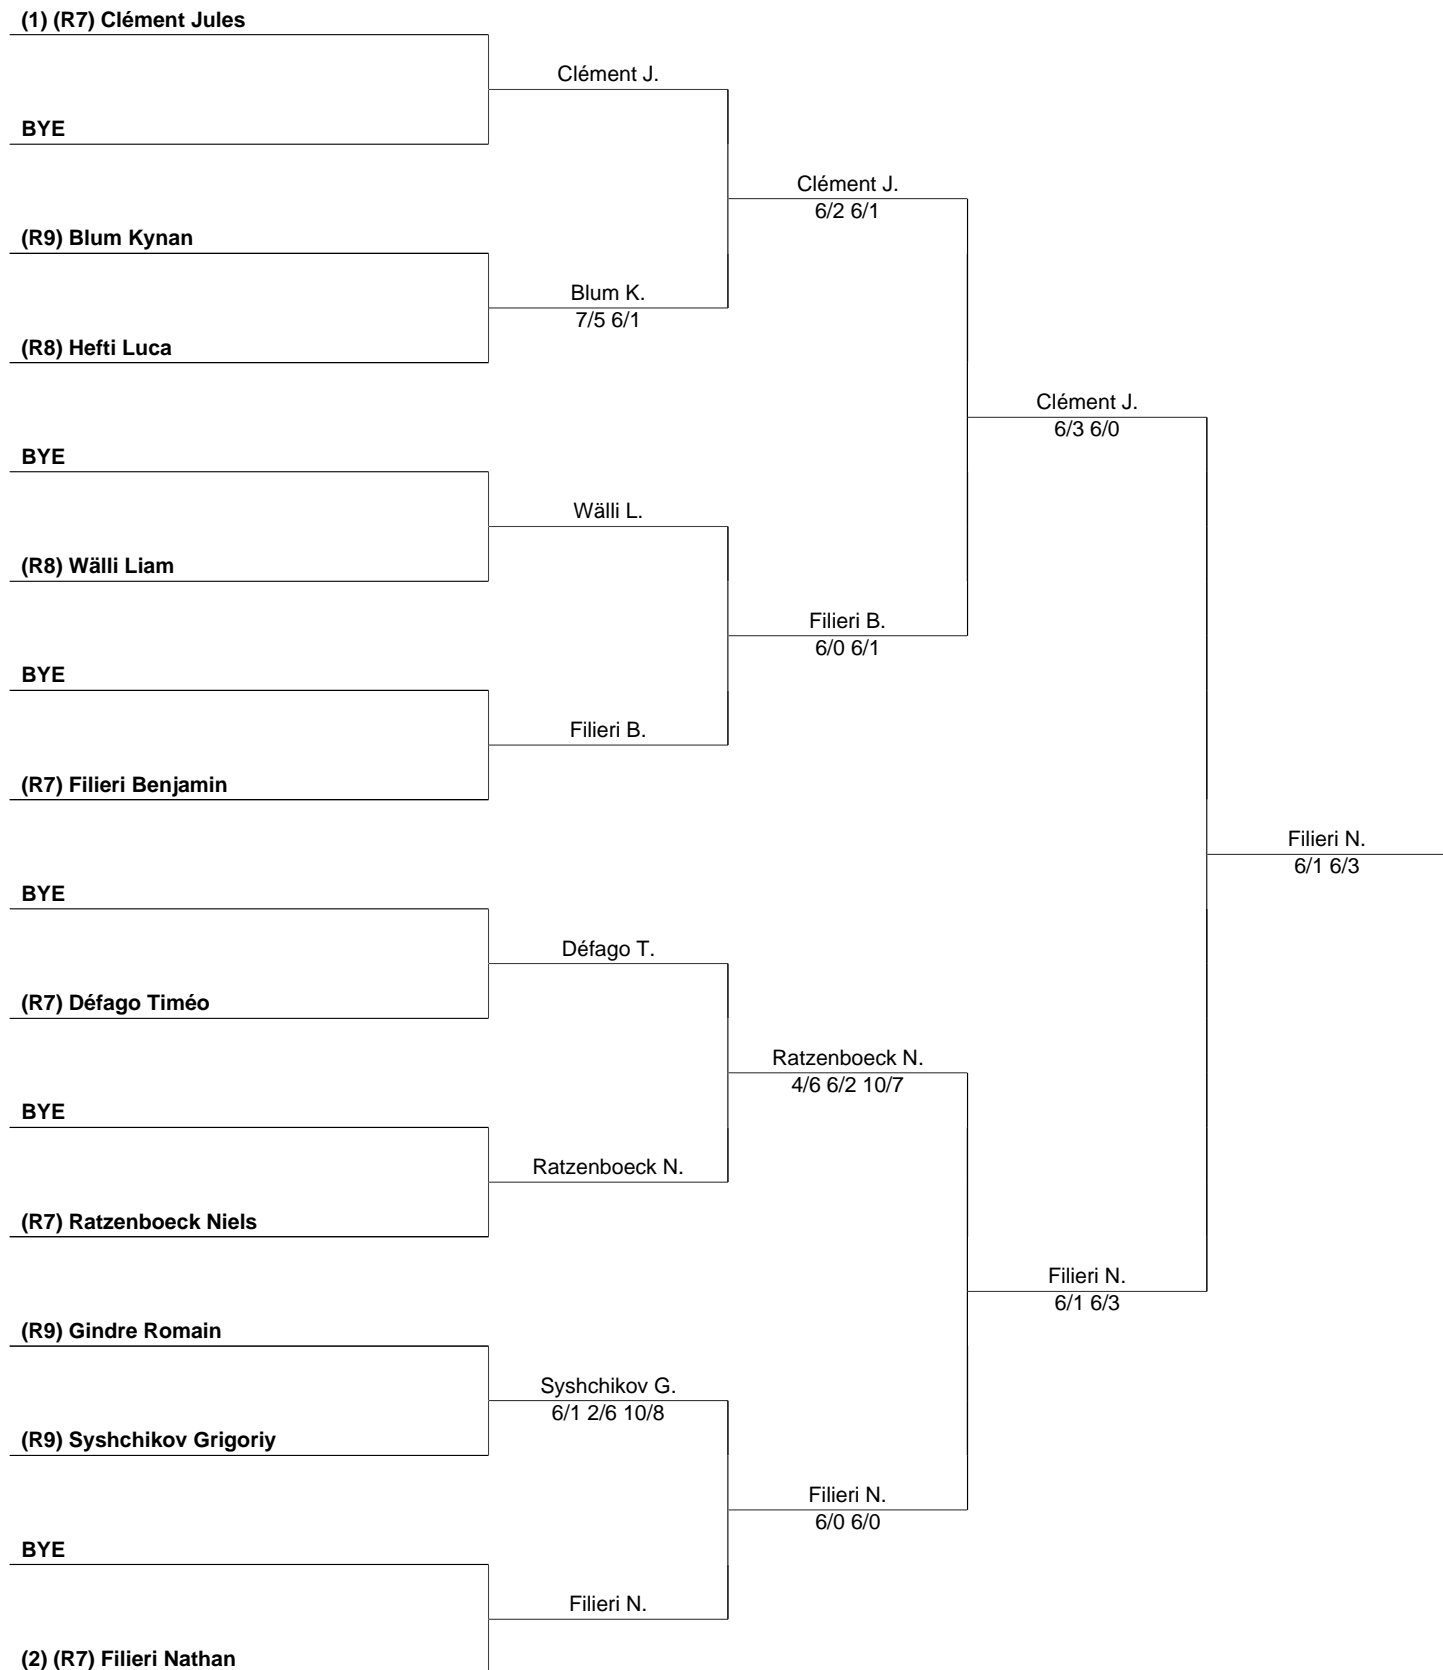 (1) (R7) Clément Jules
Clément J.
BYE
Clément J.
6/2 6/1
(R9) Blum Kynan
Blum K.
7/5 6/1
(R8) Hefti Luca
Clément J.
6/3 6/0
BYE
Wälli L.
(R8) Wälli Liam
Filieri B.
6/0 6/1
BYE
Filieri B.
(R7) Filieri Benjamin
Filieri N.
6/1 6/3
BYE
Défago T.
(R7) Défago Timéo
Ratzenboeck N.
4/6 6/2 10/7
BYE
Ratzenboeck N.
(R7) Ratzenboeck Niels
Filieri N.
6/1 6/3
(R9) Gindre Romain
Syshchikov G.
6/1 2/6 10/8
(R9) Syshchikov Grigoriy
Filieri N.
6/0 6/0
BYE
Filieri N.
(2) (R7) Filieri Nathan